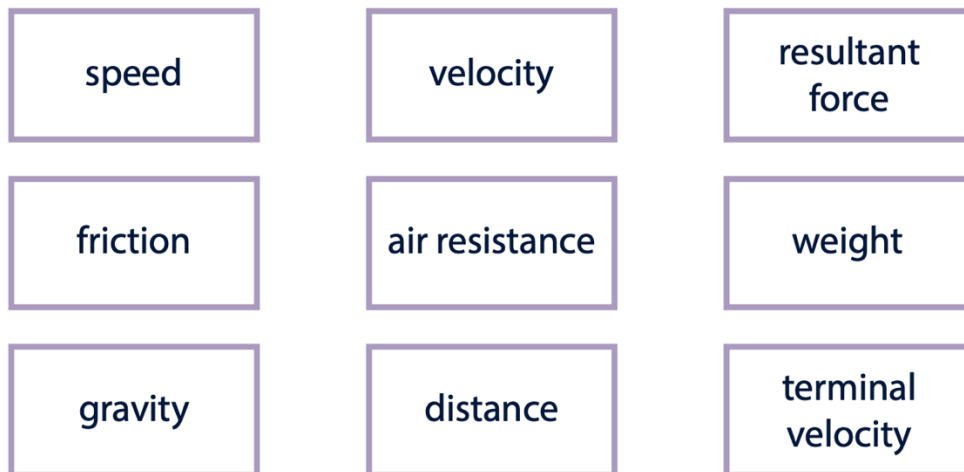 speed
velocity
resultant
force
friction
air resistance
weight
gravity
distance
terminal
velocity